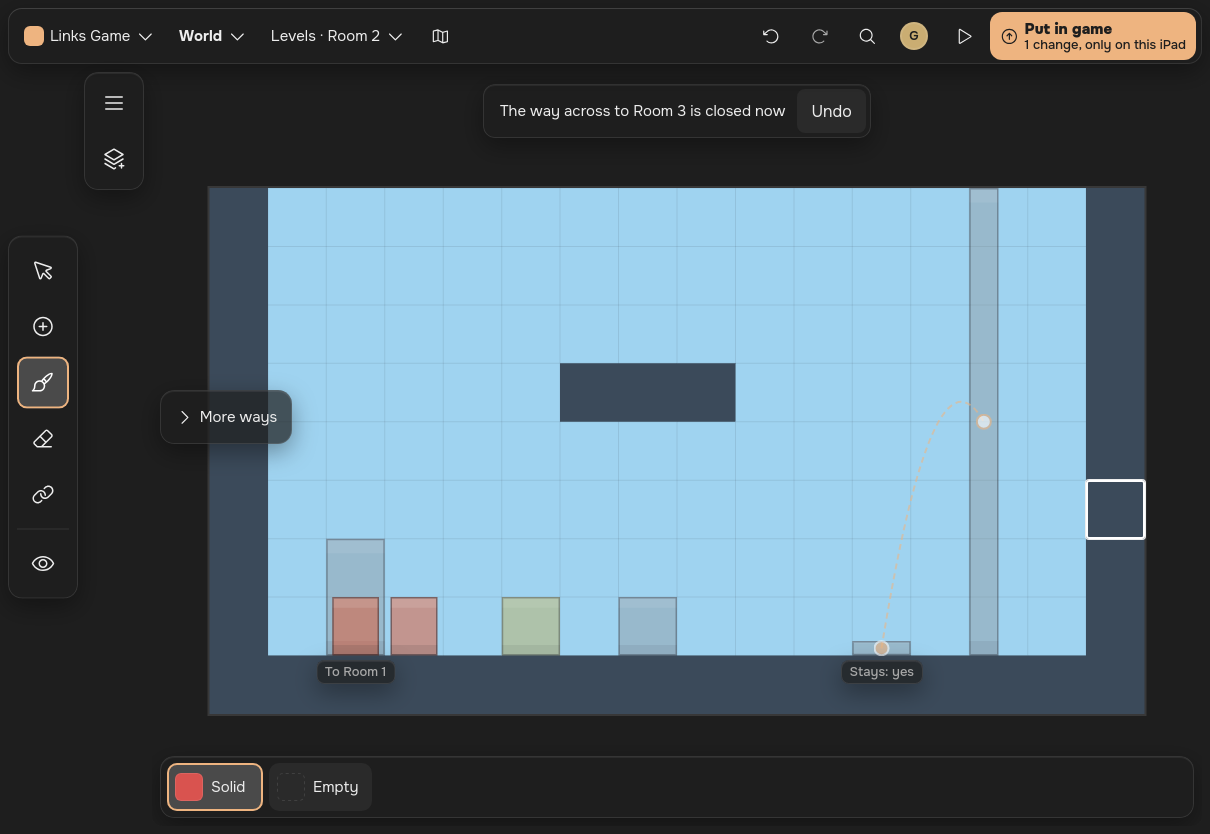 Links Game
World
Levels · Room 2
G
Put in game
1 change, only on this iPad
The way across to Room 3 is closed now
Undo
More ways
To Room 1
Stays: yes
Solid
Empty